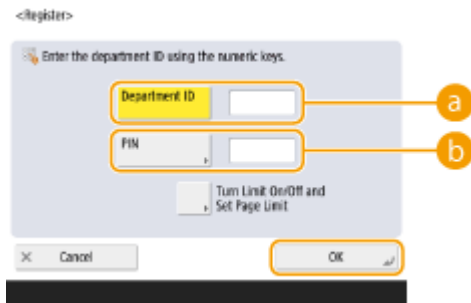 <Register>
Enter the department ID using the numeric keys.
Department ID
a
PIN
b
Turn Limit On/Off and
Set Page Limit
× Cancel
OK